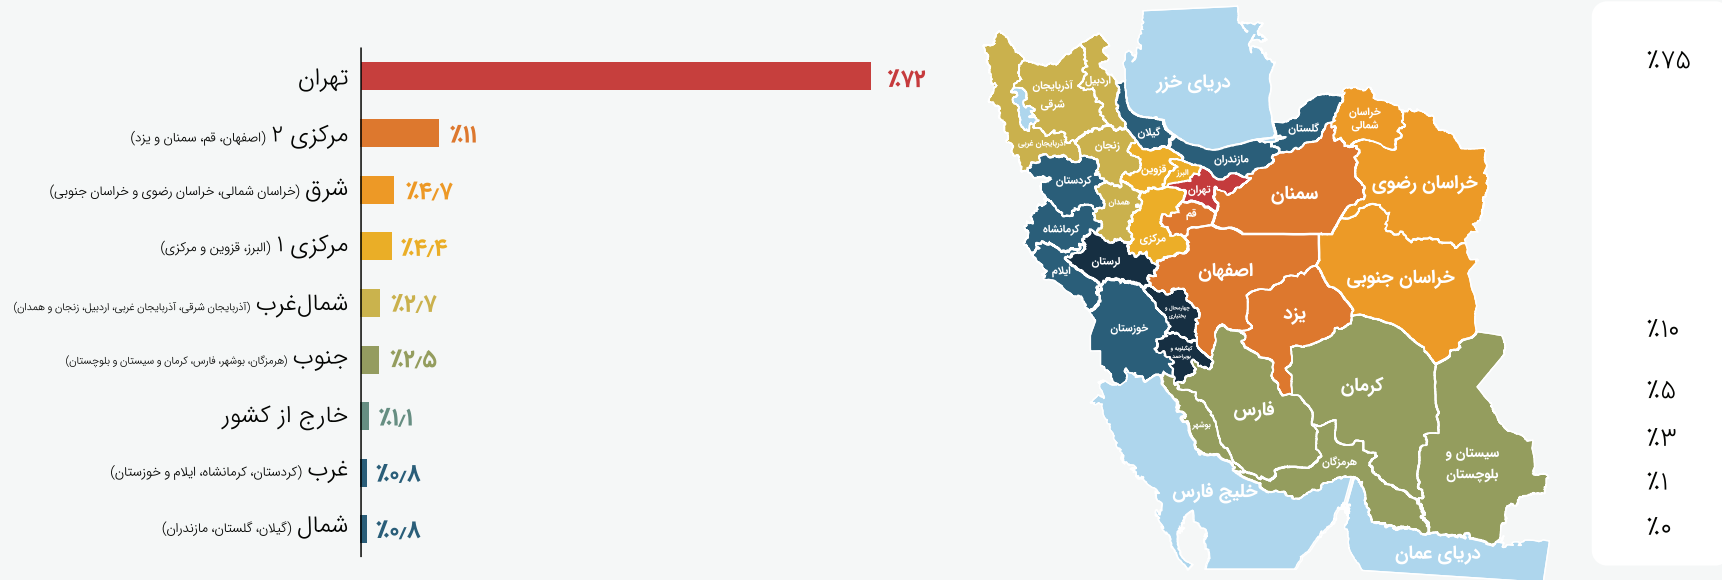 تهران ٪۷۲
مرکزی ۲ (اصفهان، قم، سمنان و یزد) ٪۱۱
شرق (خراسان شمالی، خراسان رضوی و خراسان جنوبی) ٪۴٫۷
مرکزی ۱ (البرز، قزوین و مرکزی) ٪۴٫۴
شمال‌غرب (آذربایجان شرقی، آذربایجان غربی، اردبیل، زنجان و همدان) ٪۲٫۷
جنوب (هرمزگان، بوشهر، فارس، کرمان و سیستان و بلوچستان) ٪۲٫۵
خارج از کشور ٪۱٫۱
غرب (کردستان، کرمانشاه، ایلام و خوزستان) ٪۰٫۸
شمال (گیلان، گلستان، مازندران) ٪۰٫۸
دریای خزر
آذربایجان
شرقی
اردبیل
آذربایجان غربی
گیلان
زنجان
مازندران
گلستان
خراسان
شمالی
خراسان رضوی
سمنان
قزوین
البرز
تهران
کردستان
همدان
قم
مرکزی
کرمانشاه
لرستان
ایلام
اصفهان
خراسان جنوبی
یزد
خوزستان
چهارمحال و
بختیاری
کهگیلویه و
بویراحمد
کرمان
فارس
بوشهر
هرمزگان
سیستان و
بلوچستان
خلیج فارس
دریای عمان
٪۷۵
٪۱۰
٪۵
٪۳
٪۱
٪۰